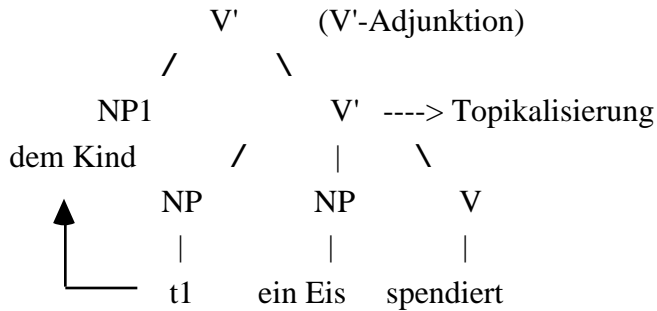 V' (V'-Adjunktion)
/ \
NP1 V' ----> Topikalisierung
dem Kind / | \
NP NP V
| | |
t1 ein Eis spendiert